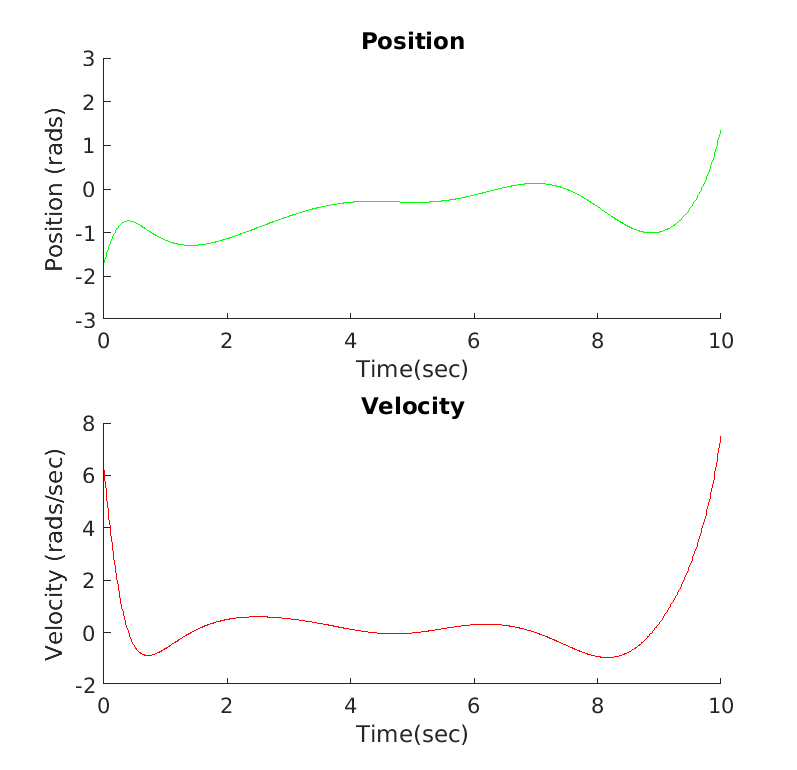 Position
3
2
1
0
-1
-2
-3
Position (rads)
0 2 4 6 8 10
Time(sec)
Velocity
8
6
4
2
0
-2
Velocity (rads/sec)
0 2 4 6 8 10
Time(sec)